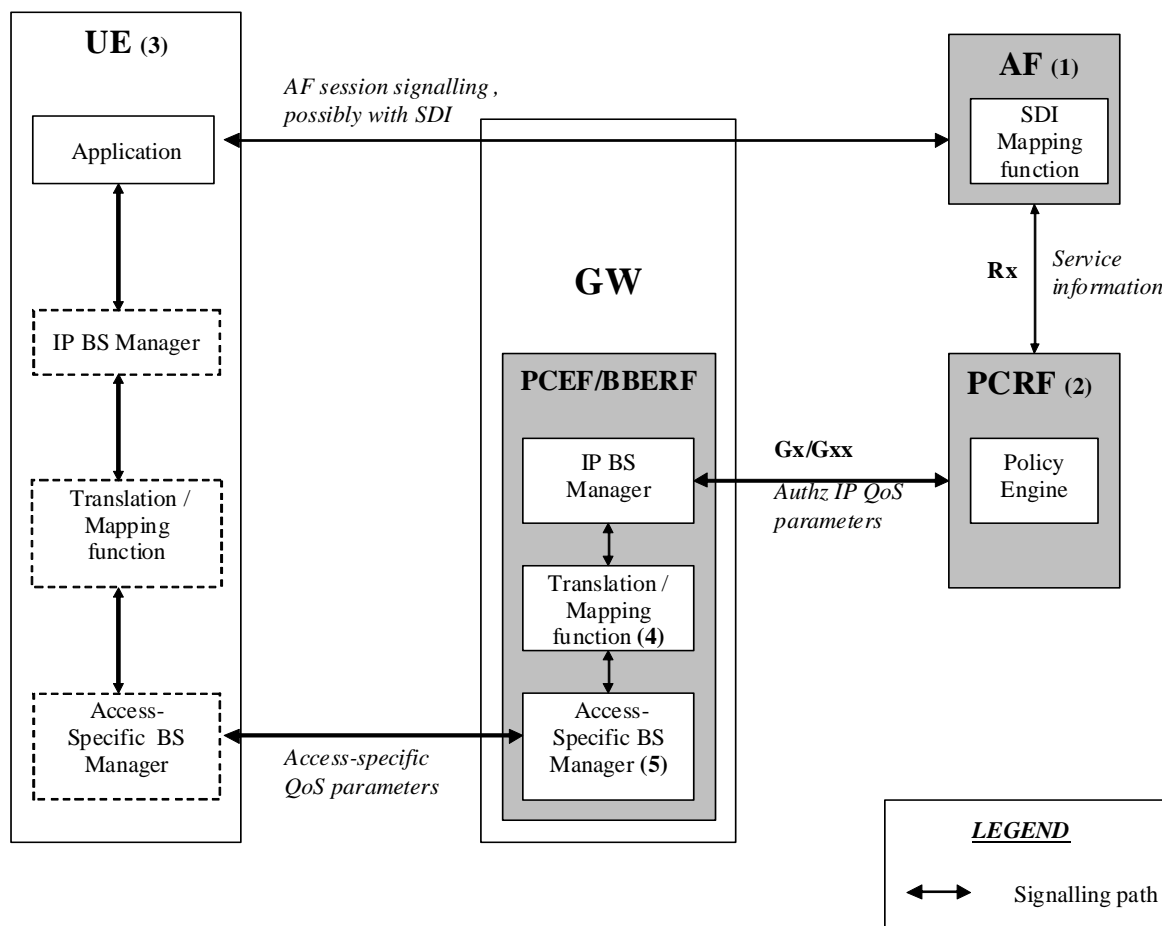 UE (3)
Application
IP BS Manager
Translation /
Mapping
function
Access-
Specific BS
Manager
AF session signalling ,
possibly with SDI
GW
PCEF/BBERF
IP BS
Manager
Translation /
Mapping
function (4)
Access-
Specific BS
Manager (5)
Access-specific
QoS parameters
AF (1)
SDI
Mapping
function
Rx
Service
information
PCRF (2)
Policy
Engine
Gx/Gxx
Authz IP QoS
parameters
LEGEND
Signalling path